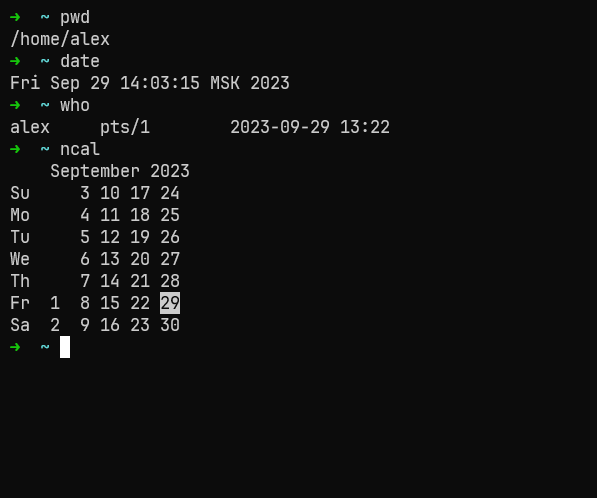 ➜  ~ pwd
/home/alex
➜  ~ date
Fri Sep 29 14:03:15 MSK 2023
➜  ~ who
alex     pts/1        2023-09-29 13:22
➜  ~ ncal
    September 2023
Su     3 10 17 24
Mo     4 11 18 25
Tu     5 12 19 26
We     6 13 20 27
Th     7 14 21 28
Fr  1  8 15 22 29
Sa  2  9 16 23 30
➜  ~